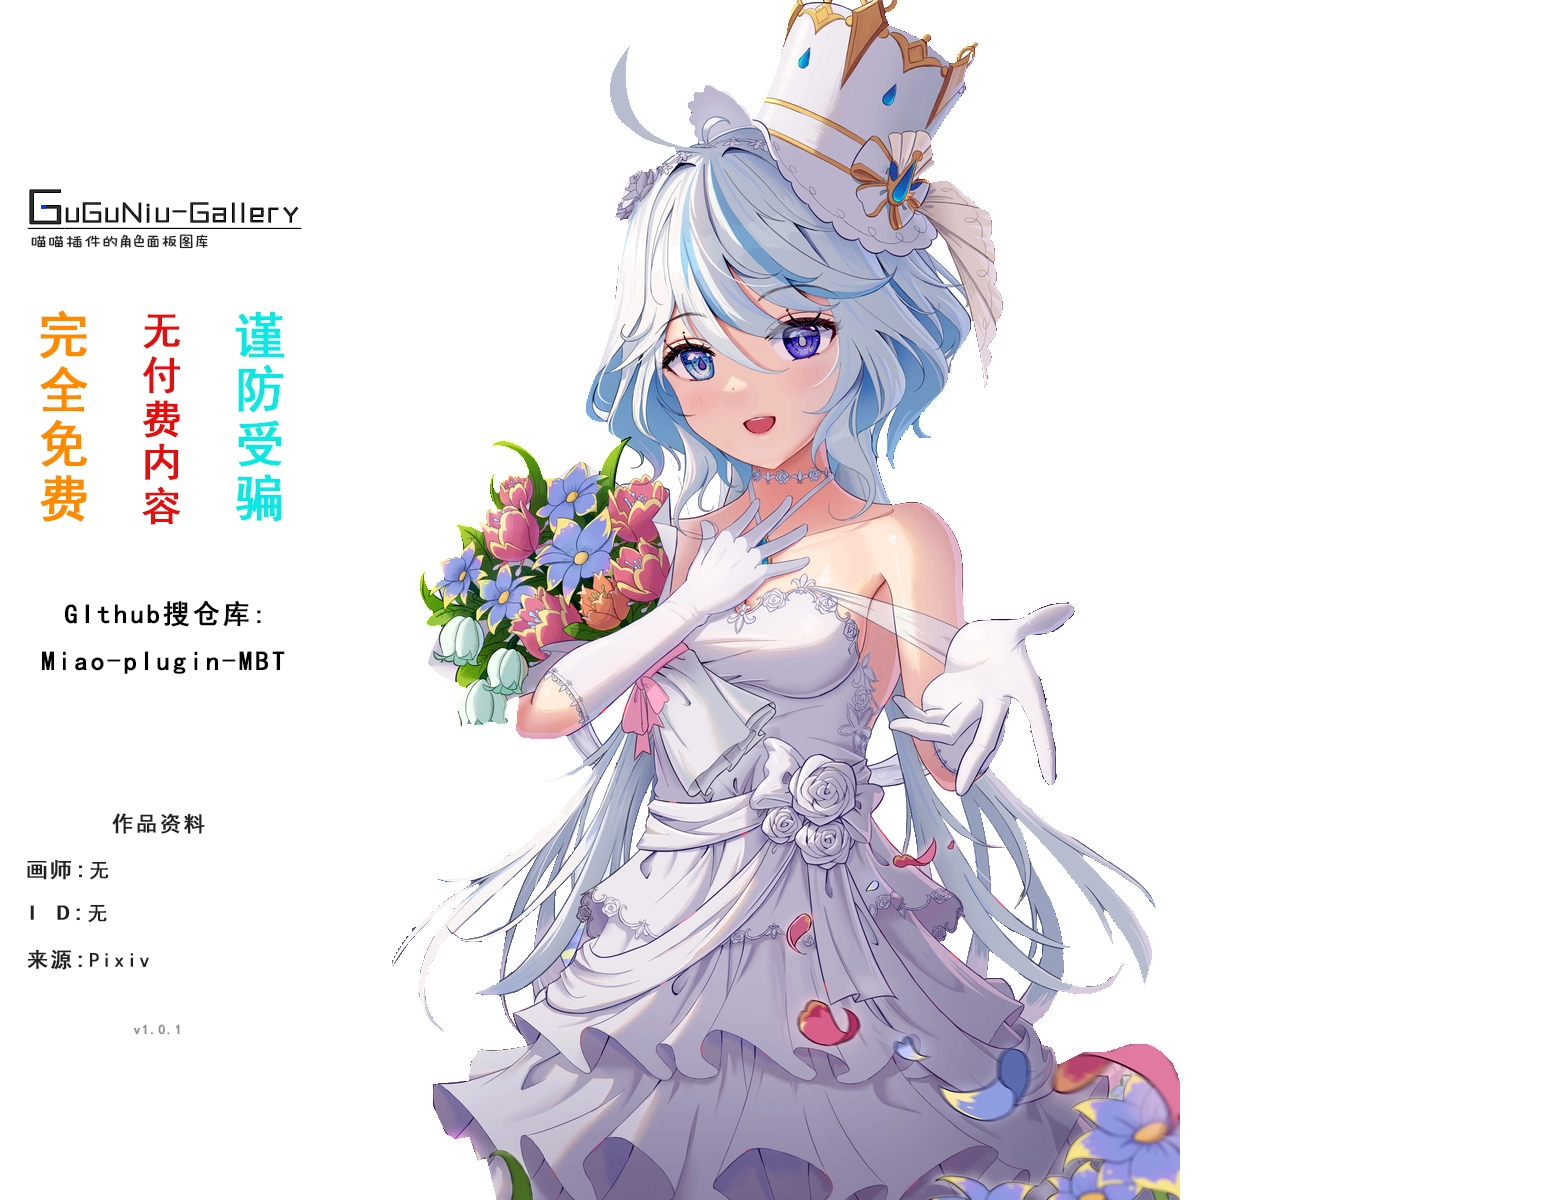 GuGuNiu-Gallery
喵喵插件的角色面板图库
完全免费
无付费内容
谨防受骗
GIthub搜仓库:
Miao-plugin-MBT
作品资料
画师:无
I D:无
来源:Pixiv
v1.0.1